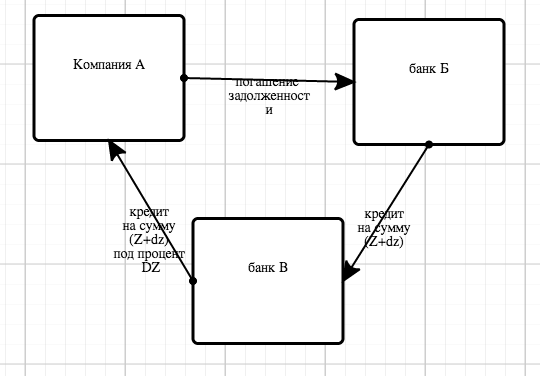 Компания А
банк Б
погашение
задолженност
и
кредит
на сумму
(Z+dz)
под процент
DZ
кредит
на сумму
(Z+dz)
банк В